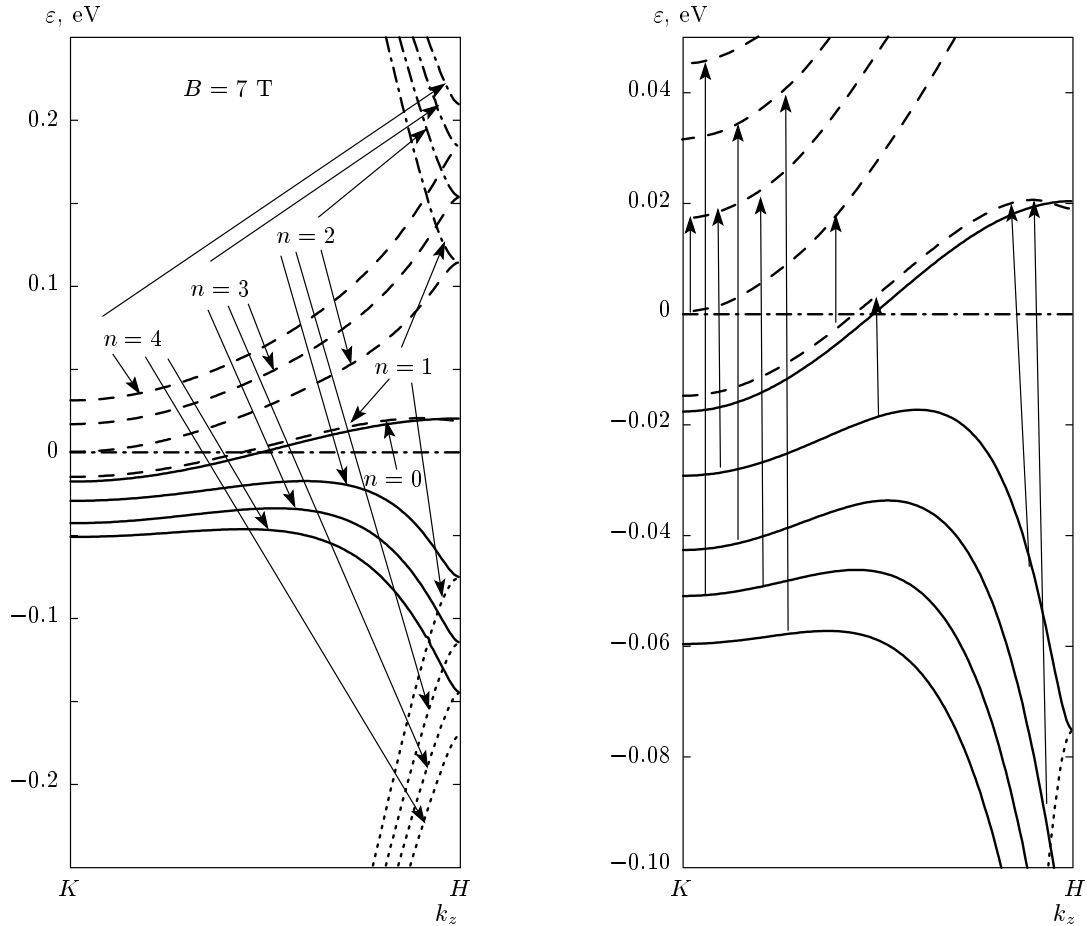 ε, eV
B = 7 T
0.2
0.1
n = 2
n = 3
n = 4
n = 1
0
n = 0
−0.1
−0.2
K
H
k_z
ε, eV
0.04
0.02
0
−0.02
−0.04
−0.06
−0.08
−0.10
K
H
k_z